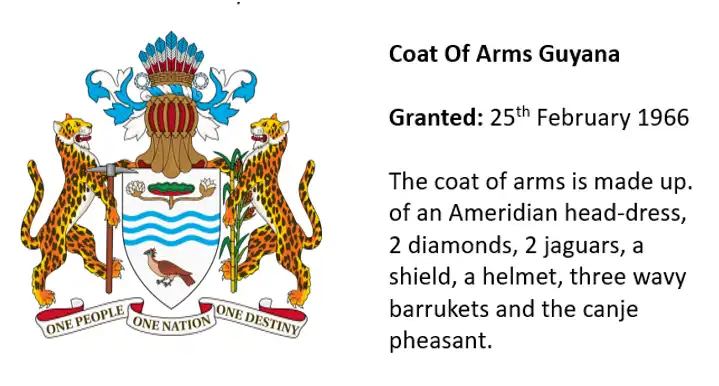 Coat Of Arms Guyana
Granted: 25th February 1966
The coat of arms is made up.
of an Ameridian head-dress,
2 diamonds, 2 jaguars, a
shield, a helmet, three wavy
barrukets and the canje
pheasant.
ONE PEOPLE ONE NATION ONE DESTINY